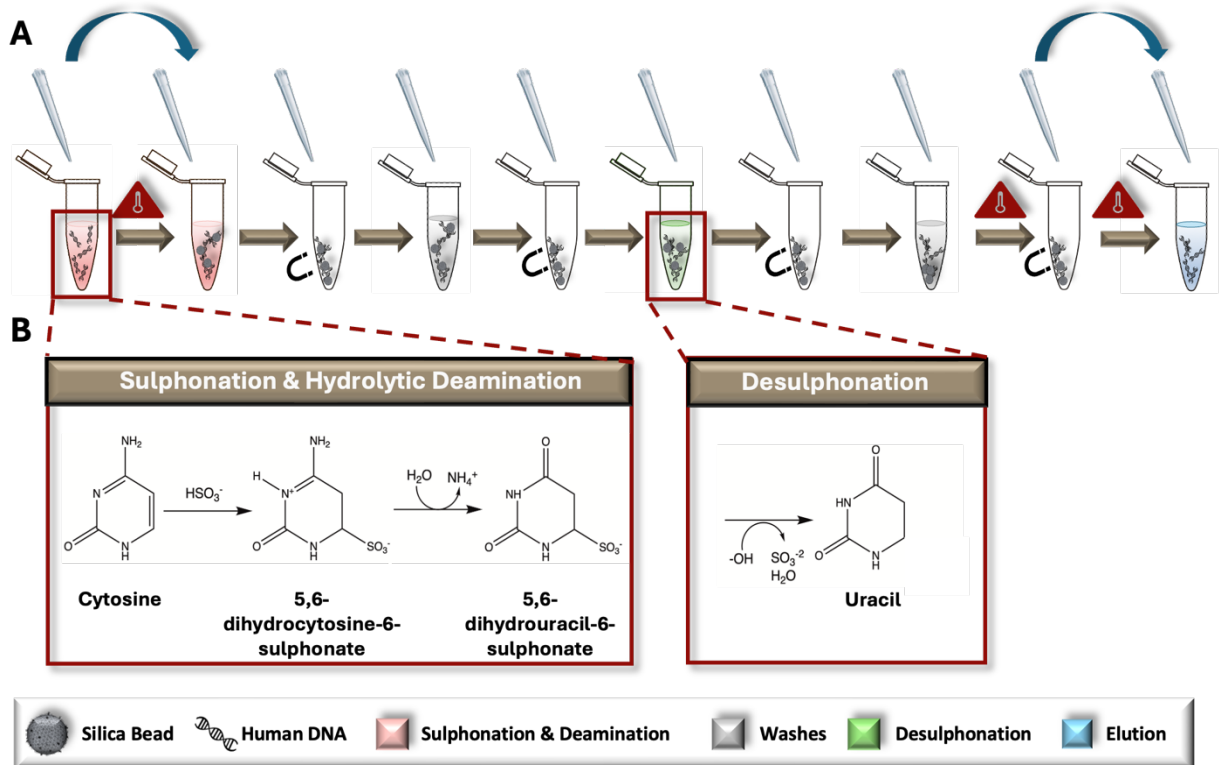 A
B
Sulphonation & Hydrolytic Deamination
Desulphonation
NH₂
N
O
N
H
HSO₃⁻
NH₂
H
N⁺
O
N
H
SO₃⁻
H₂O
NH₄⁺
O
NH
O
N
H
SO₃⁻
-OH
SO₃⁻²
H₂O
O
HN
O
N
H
Cytosine
5,6-
dihydrocytosine-6-
sulphonate
5,6-
dihydrouracil-6-
sulphonate
Uracil
Silica Bead
Human DNA
Sulphonation & Deamination
Washes
Desulphonation
Elution